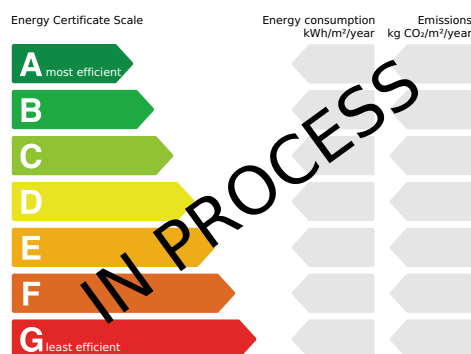 Energy Certificate Scale
Energy consumption
kWh/m²/year
Emissions
kg CO₂/m²/year
A most efficient
B
C
D
E
F
G least efficient
IN PROCESS